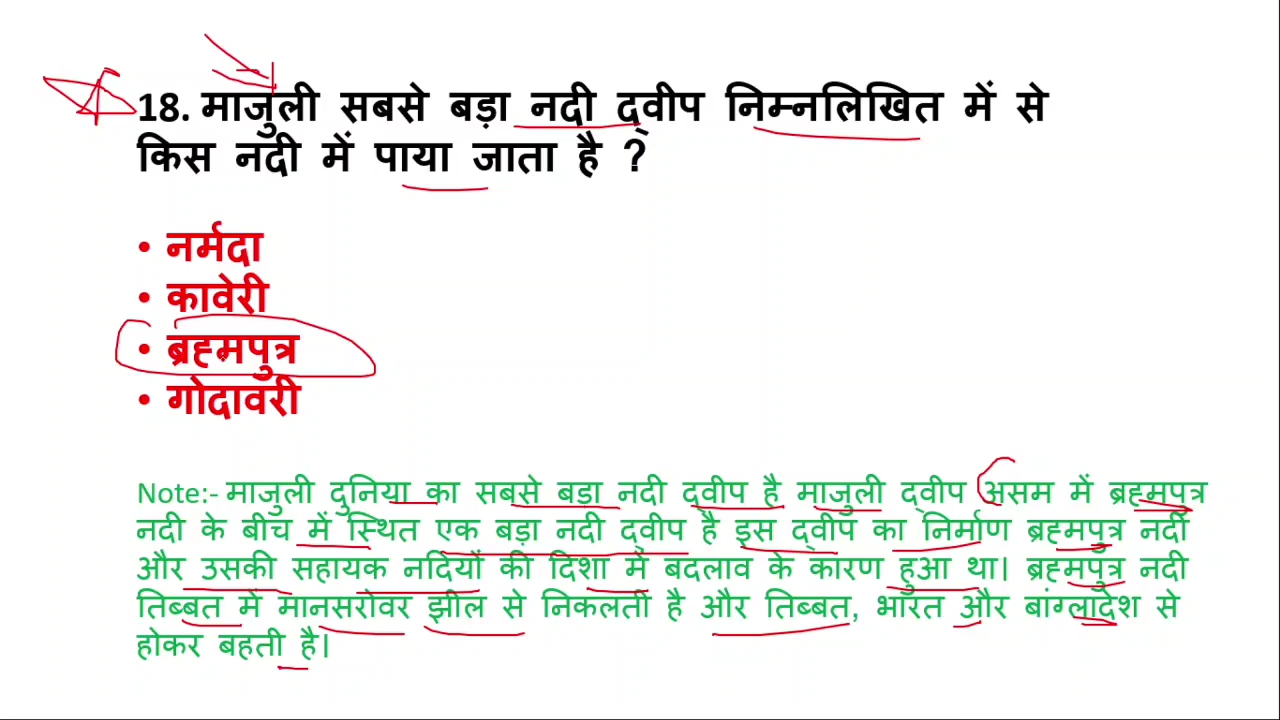 18. माजुली सबसे बड़ा नदी द्वीप निम्नलिखित में से
किस नदी में पाया जाता है ?
• नर्मदा
• कावेरी
• ब्रह्मपुत्र
• गोदावरी
Note:- माजुली दुनिया का सबसे बड़ा नदी द्वीप है माजुली द्वीप असम में ब्रह्मपुत्र
नदी के बीच में स्थित एक बड़ा नदी द्वीप है इस द्वीप का निर्माण ब्रह्मपुत्र नदी
और उसकी सहायक नदियों की दिशा में बदलाव के कारण हुआ था। ब्रह्मपुत्र नदी
तिब्बत में मानसरोवर झील से निकलती है और तिब्बत, भारत और बांग्लादेश से
होकर बहती है।